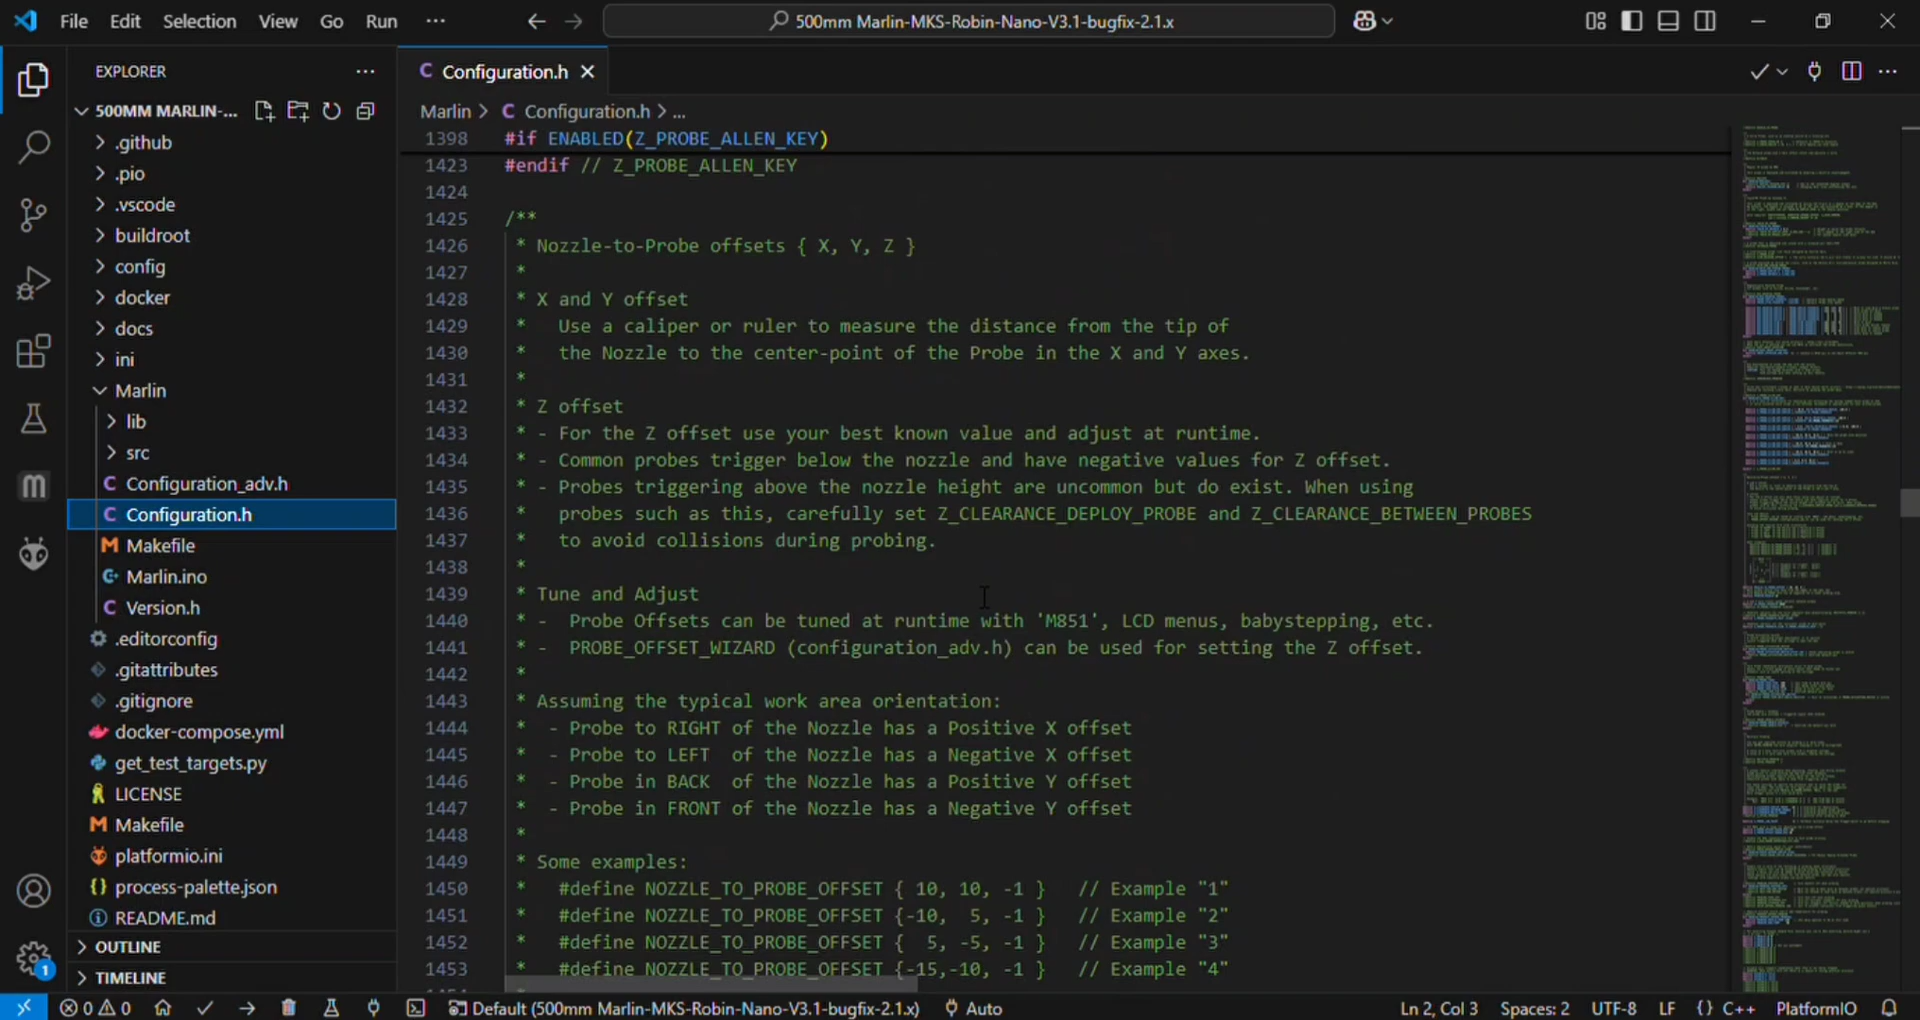 File Edit Selection View Go Run ···
500mm Marlin-MKS-Robin-Nano-V3.1-bugfix-2.1.x
EXPLORER
500MM MARLIN-...
.github
.pio
.vscode
buildroot
config
docker
docs
ini
Marlin
lib
src
C Configuration_adv.h
C Configuration.h
M Makefile
Marlin.ino
C Version.h
.editorconfig
.gitattributes
.gitignore
docker-compose.yml
get_test_targets.py
LICENSE
M Makefile
platformio.ini
{} process-palette.json
README.md
OUTLINE
TIMELINE
C Configuration.h
Marlin > C Configuration.h > ...
1398 #if ENABLED(Z_PROBE_ALLEN_KEY)
1423 #endif // Z_PROBE_ALLEN_KEY
1424
1425 /**
1426 * Nozzle-to-Probe offsets { X, Y, Z }
1427 *
1428 * X and Y offset
1429 *   Use a caliper or ruler to measure the distance from the tip of
1430 *   the Nozzle to the center-point of the Probe in the X and Y axes.
1431 *
1432 * Z offset
1433 * - For the Z offset use your best known value and adjust at runtime.
1434 * - Common probes trigger below the nozzle and have negative values for Z offset.
1435 * - Probes triggering above the nozzle height are uncommon but do exist. When using
1436 *   probes such as this, carefully set Z_CLEARANCE_DEPLOY_PROBE and Z_CLEARANCE_BETWEEN_PROBES
1437 *   to avoid collisions during probing.
1438 *
1439 * Tune and Adjust
1440 * -  Probe Offsets can be tuned at runtime with 'M851', LCD menus, babystepping, etc.
1441 * -  PROBE_OFFSET_WIZARD (configuration_adv.h) can be used for setting the Z offset.
1442 *
1443 * Assuming the typical work area orientation:
1444 *  - Probe to RIGHT of the Nozzle has a Positive X offset
1445 *  - Probe to LEFT  of the Nozzle has a Negative X offset
1446 *  - Probe in BACK  of the Nozzle has a Positive Y offset
1447 *  - Probe in FRONT of the Nozzle has a Negative Y offset
1448 *
1449 * Some examples:
1450 *   #define NOZZLE_TO_PROBE_OFFSET { 10, 10, -1 }   // Example "1"
1451 *   #define NOZZLE_TO_PROBE_OFFSET {-10,  5, -1 }   // Example "2"
1452 *   #define NOZZLE_TO_PROBE_OFFSET {  5, -5, -1 }   // Example "3"
1453 *   #define NOZZLE_TO_PROBE_OFFSET {-15,-10, -1 }   // Example "4"
1
0 0 Default (500mm Marlin-MKS-Robin-Nano-V3.1-bugfix-2.1.x) Auto Ln 2, Col 3 Spaces: 2 UTF-8 LF {} C++ PlatformIO